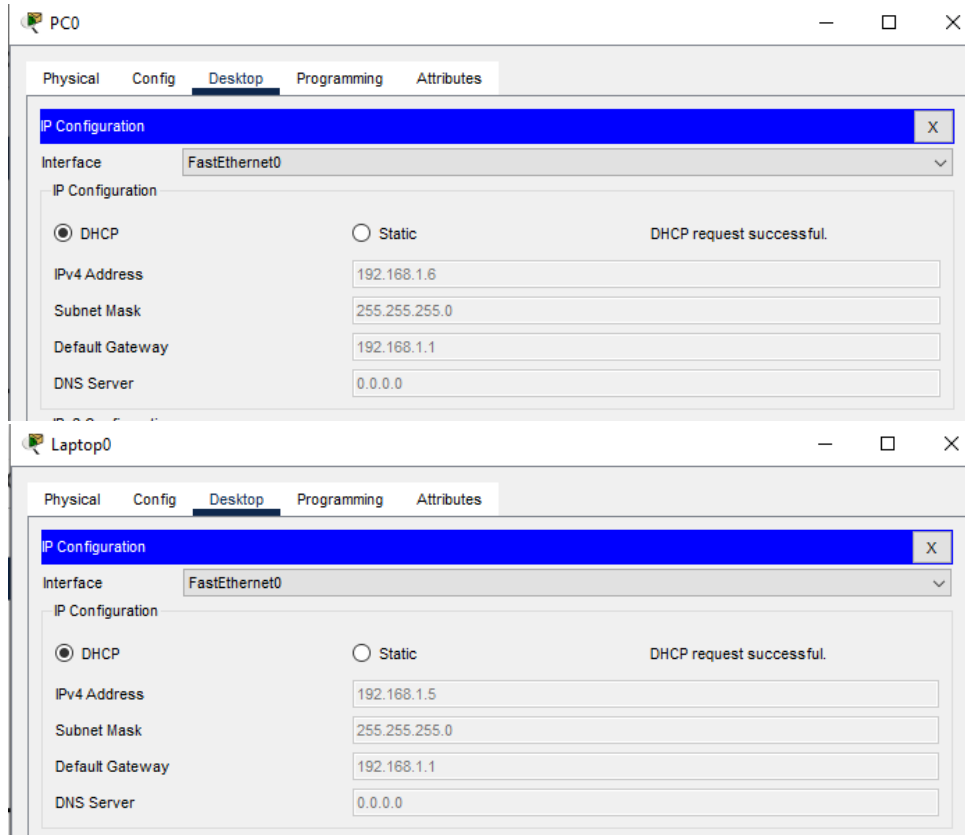 PC0
Physical Config Desktop Programming Attributes
IP Configuration X
Interface FastEthernet0
IP Configuration
DHCP Static DHCP request successful.
IPv4 Address 192.168.1.6
Subnet Mask 255.255.255.0
Default Gateway 192.168.1.1
DNS Server 0.0.0.0
Laptop0
Physical Config Desktop Programming Attributes
IP Configuration X
Interface FastEthernet0
IP Configuration
DHCP Static DHCP request successful.
IPv4 Address 192.168.1.5
Subnet Mask 255.255.255.0
Default Gateway 192.168.1.1
DNS Server 0.0.0.0